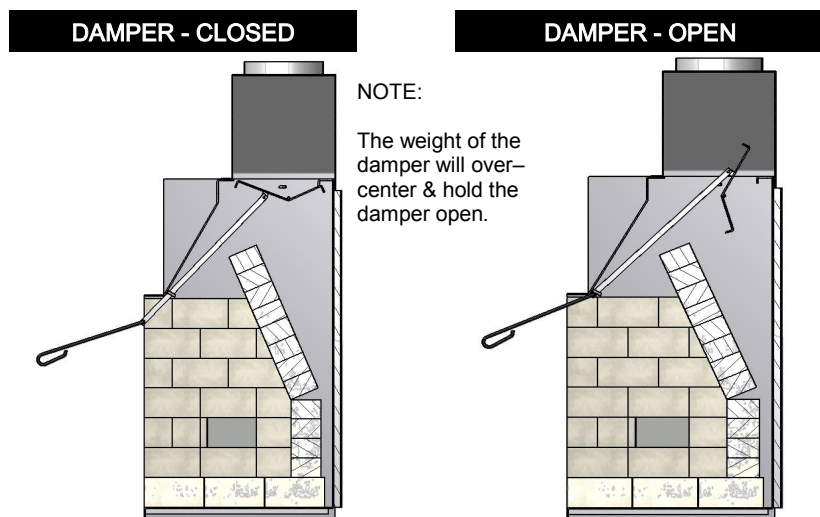 DAMPER - CLOSED
DAMPER - OPEN
NOTE:
The weight of the
damper will over–
center & hold the
damper open.